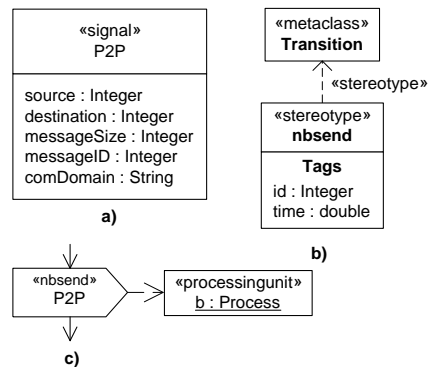 «signal»
P2P
source : Integer
destination : Integer
messageSize : Integer
messageID : Integer
comDomain : String
a)
«metaclass»
Transition
«stereotype»
«stereotype»
nbsend
Tags
id : Integer
time : double
b)
«nbsend»
P2P
«processingunit»
b : Process
c)